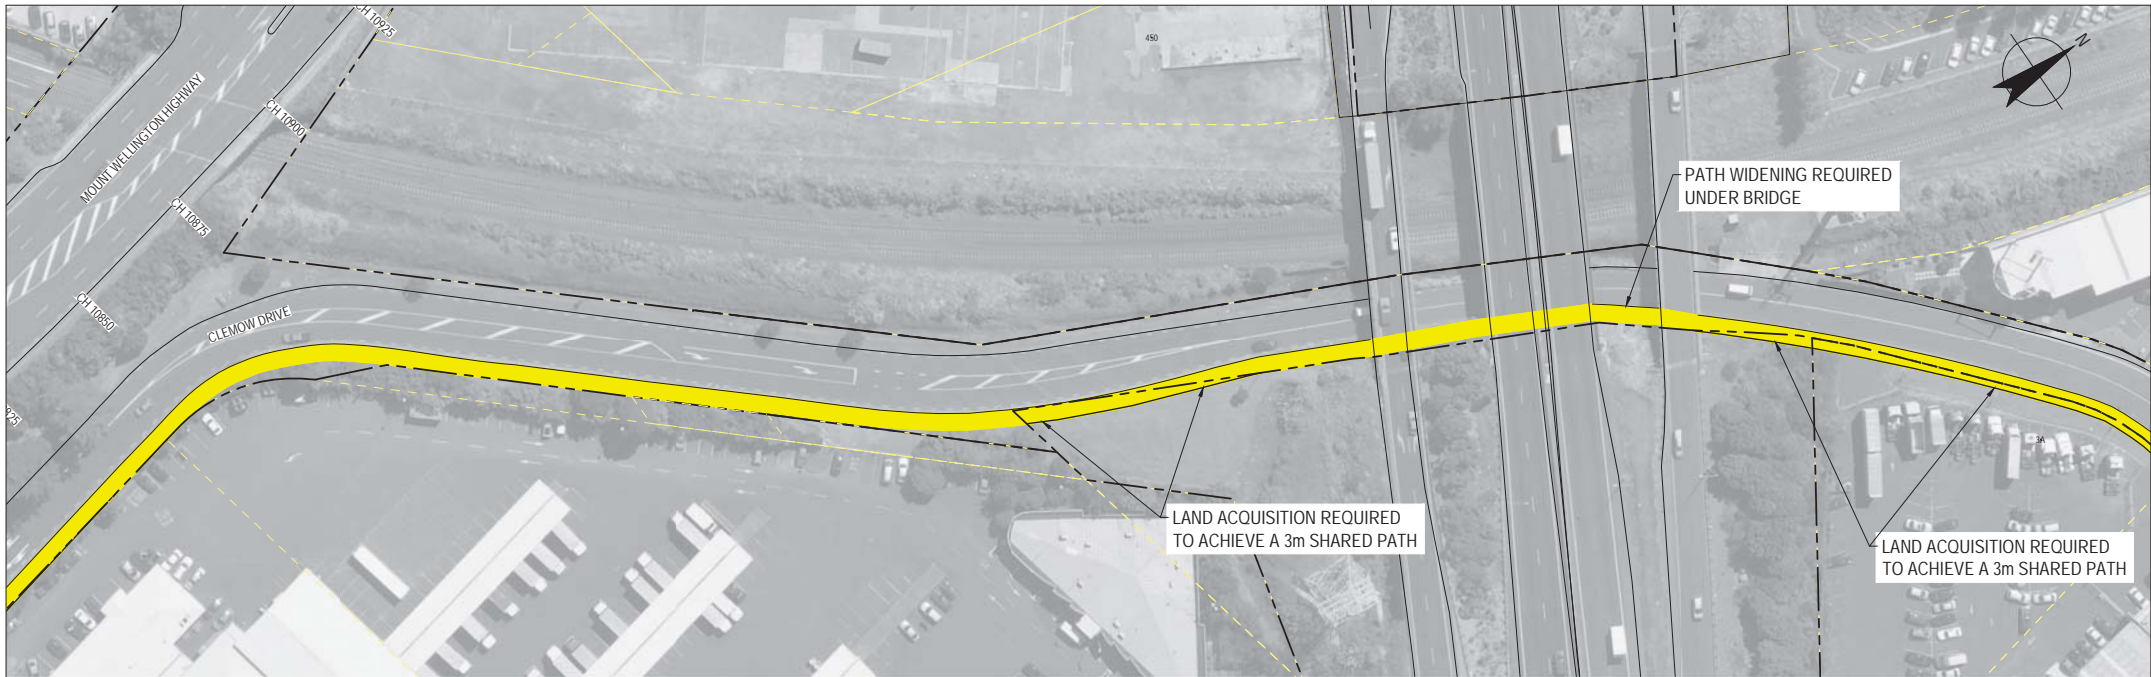 CH 10925
450
N
MOUNT WELLINGTON HIGHWAY
CH 10900
PATH WIDENING REQUIRED
UNDER BRIDGE
CH 10875
CH 10850
CLEMOW DRIVE
3A
LAND ACQUISITION REQUIRED
TO ACHIEVE A 3m SHARED PATH
LAND ACQUISITION REQUIRED
TO ACHIEVE A 3m SHARED PATH